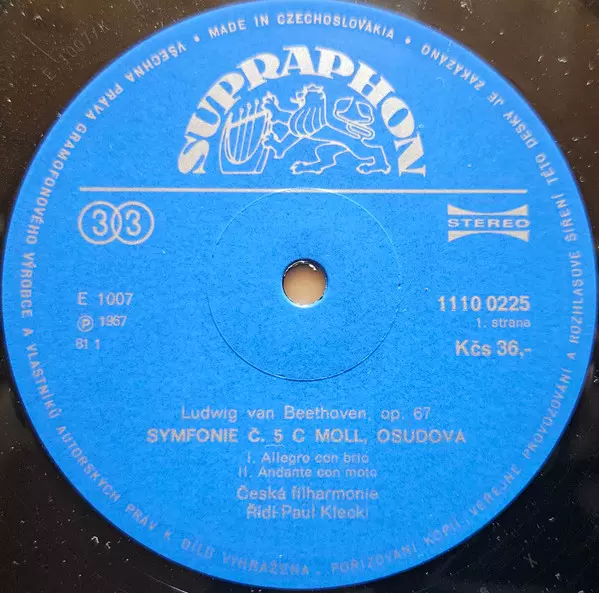 MADE IN CZECHOSLOVAKIA • VŠECHNA PRÁVA GRAMOFONOVÉHO VÝROBCE A VLASTNÍKŮ AUTORSKÝCH PRÁV K DÍLU VYHRAŽENA. POŘIZOVÁNÍ KOPIÍ, VEŘEJNÉ PROVOZOVÁNÍ A ROZHLASOVÉ ŠÍŘENÍ TÉTO DESKY JE ZAKÁZÁNO •
E 1007/K
SUPRAPHON
33
STEREO
E 1007
1110 0225
℗ 1967
1. strana
81 1
Kčs 36,-
Ludwig van Beethoven, op. 67
SYMFONIE Č. 5 C MOLL, OSUDOVÁ
I. Allegro con brio
II. Andante con moto
Česká filharmonie
Řídí Paul Klecki